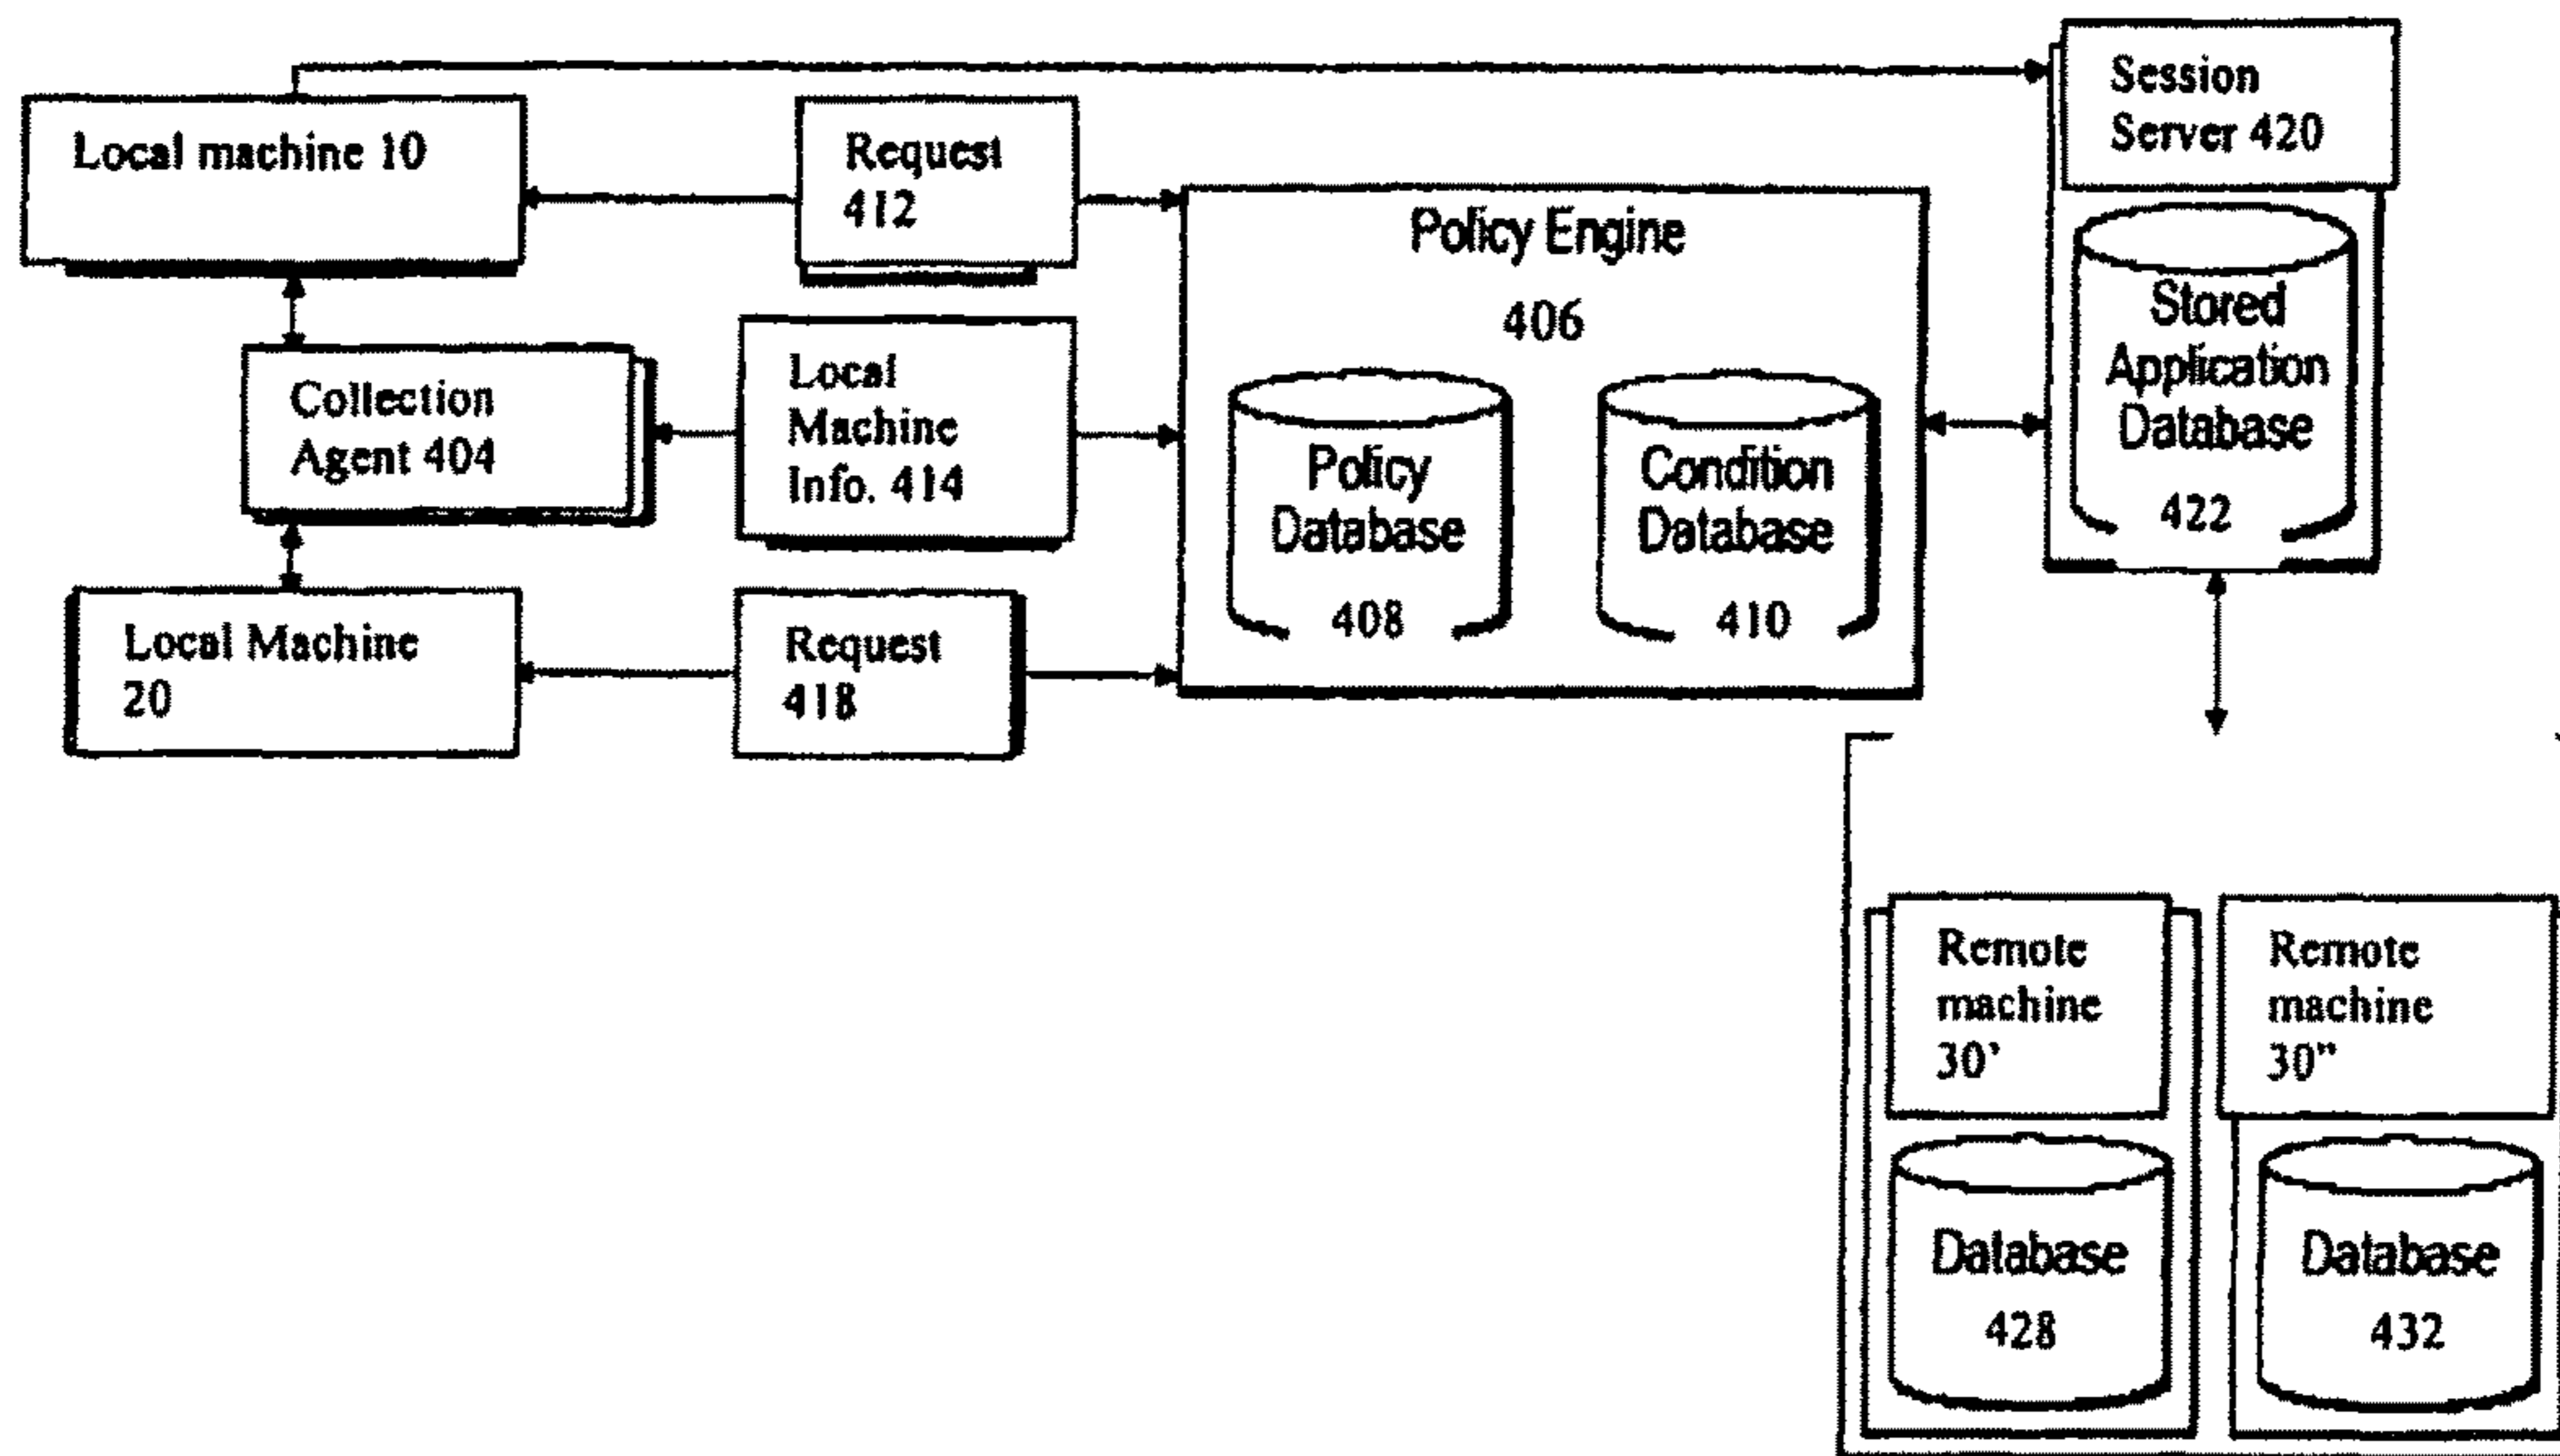 Session
Server 420
Local machine 10
Request
412
Policy Engine
406
Stored
Application
Database
422
Local
Machine
Info. 414
Collection
Agent 404
Policy
Database
408
Condition
Database
410
Local Machine
20
Request
418
Remote
machine
30'
Remote
machine
30"
Database
428
Database
432